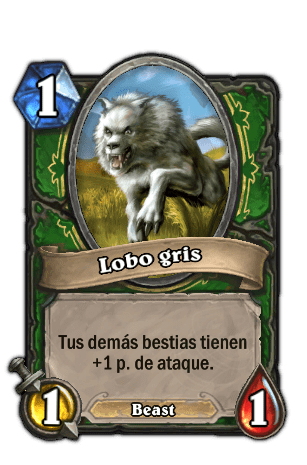 1
Lobo gris
Tus demás bestias tienen
+1 p. de ataque.
1
Beast
1